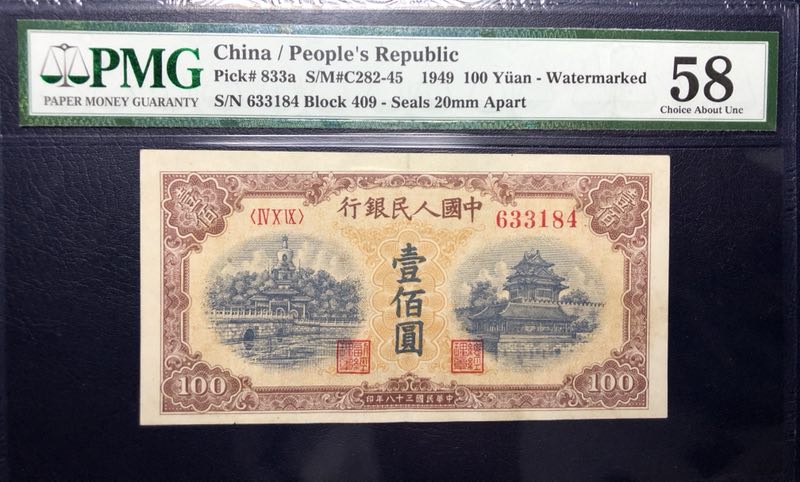 PMG
PAPER MONEY GUARANTY
China / People's Republic
Pick# 833a S/M#C282-45 1949 100 Yüan - Watermarked
S/N 633184 Block 409 - Seals 20mm Apart
58
Choice About Unc
壹佰
壹佰
行銀民人國中
〈ⅣⅩⅨ〉
633184
壹佰圓
100
100
印年八十三國民華中